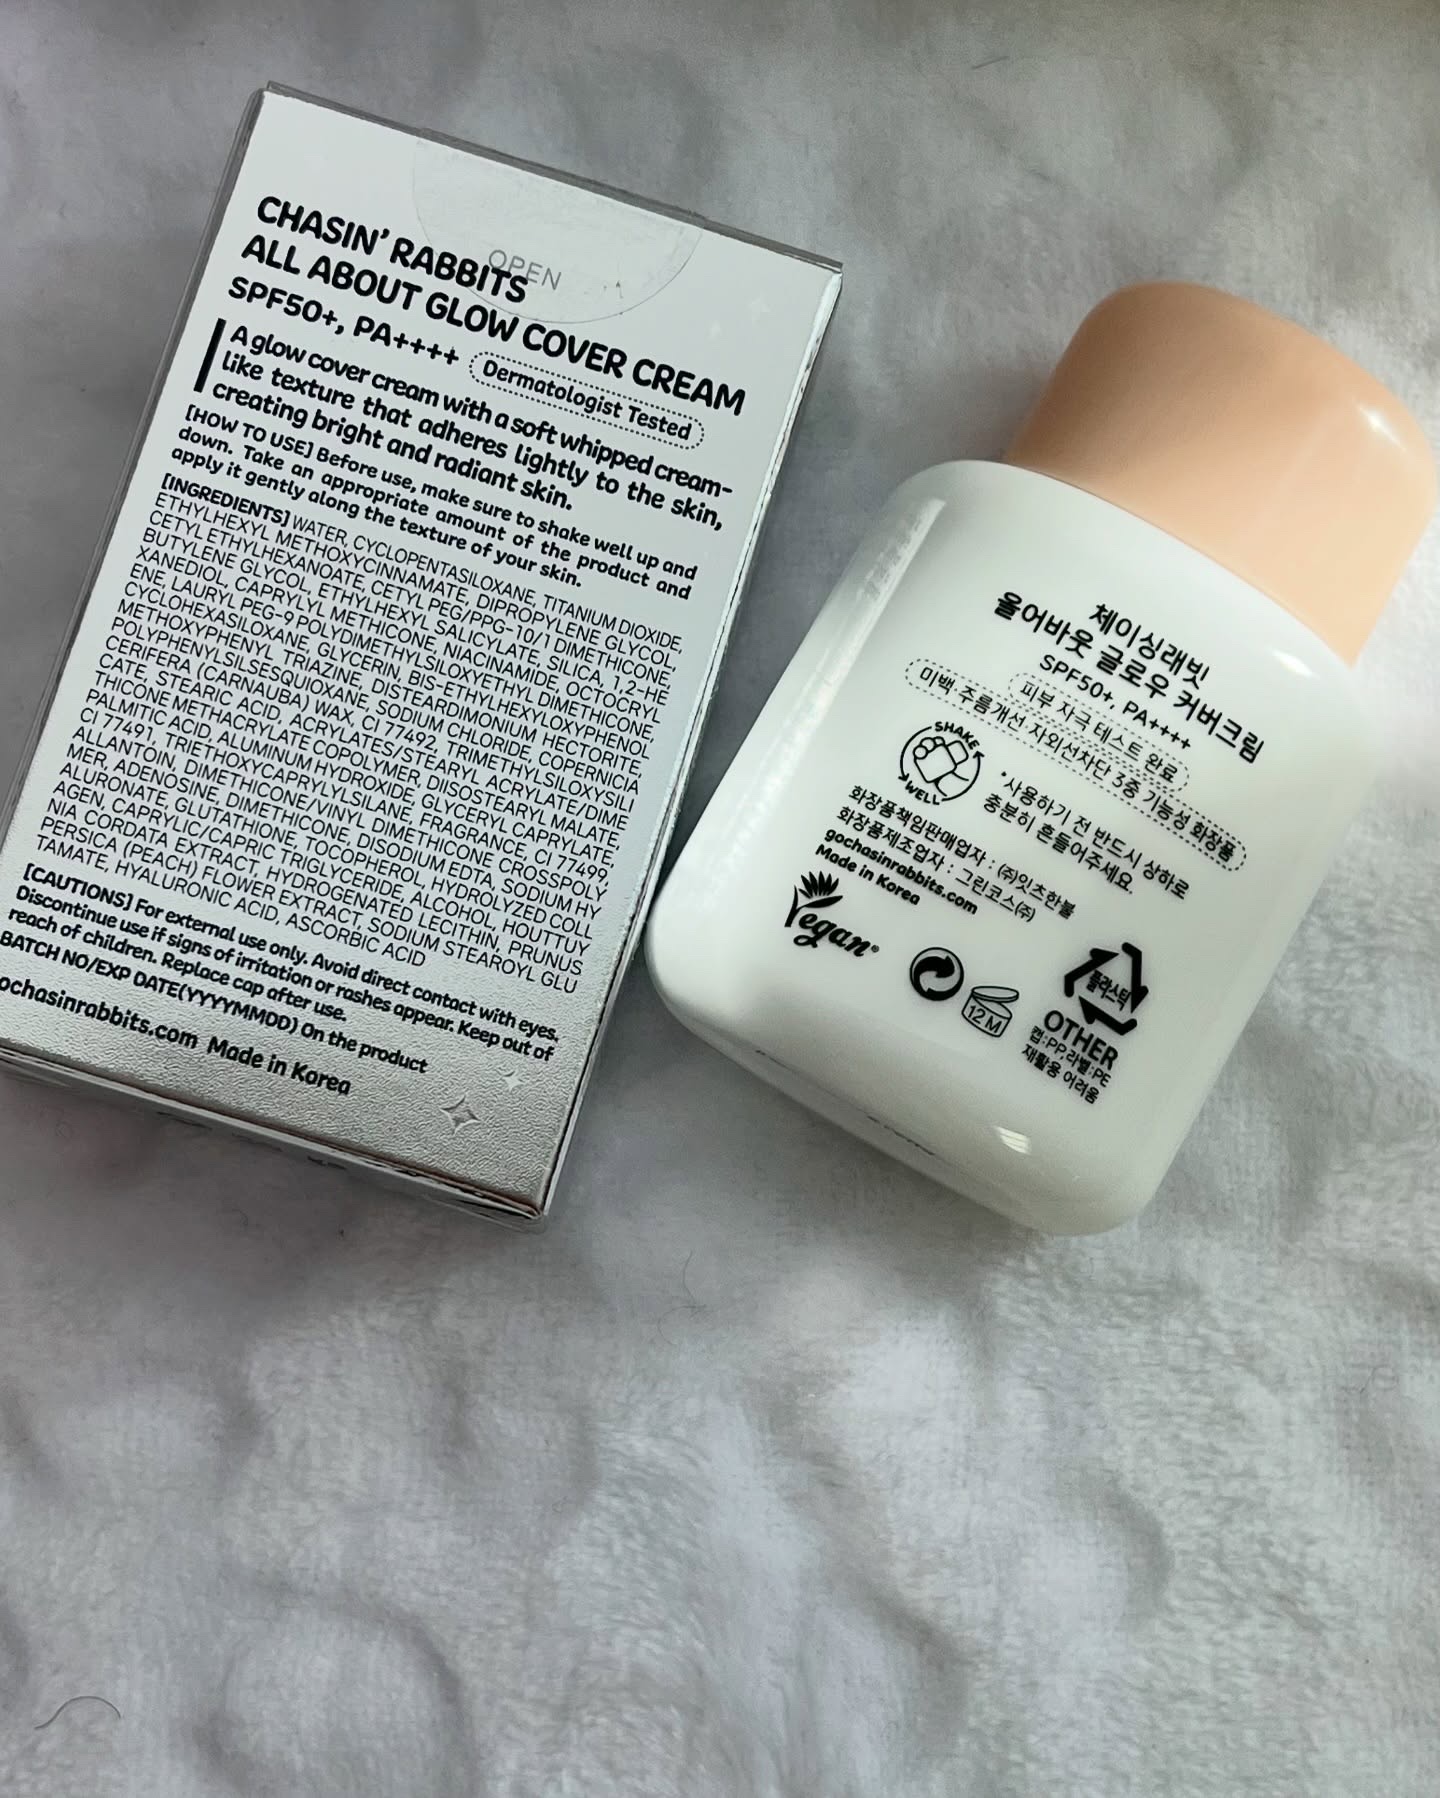 OPEN
CHASIN' RABBITS
ALL ABOUT GLOW COVER CREAM
SPF50+, PA++++ Dermatologist Tested
A glow cover cream with a soft whipped cream-
like texture that adheres lightly to the skin,
creating bright and radiant skin.
[HOW TO USE] Before use, make sure to shake well up and
down. Take an appropriate amount of the product and
apply it gently along the texture of your skin.
[INGREDIENTS] WATER, CYCLOPENTASILOXANE, TITANIUM DIOXIDE,
ETHYLHEXYL METHOXYCINNAMATE, DIPROPYLENE GLYCOL,
CETYL ETHYLHEXANOATE, CETYL PEG/PPG-10/1 DIMETHICONE,
BUTYLENE GLYCOL, ETHYLHEXYL SALICYLATE, SILICA, 1,2-HE
XANEDIOL, CAPRYLYL METHICONE, NIACINAMIDE, OCTOCRYL
ENE, LAURYL PEG-9 POLYDIMETHYLSILOXYETHYL DIMETHICONE,
CYCLOHEXASILOXANE, GLYCERIN, BIS-ETHYLHEXYLOXYPHENOL
METHOXYPHENYL TRIAZINE, DISTEARDIMONIUM HECTORITE,
POLYPHENYLSILSESQUIOXANE, SODIUM CHLORIDE, COPERNICIA
CERIFERA (CARNAUBA) WAX, CI 77492, TRIMETHYLSILOXYSILI
CATE, STEARIC ACID, ACRYLATES/STEARYL ACRYLATE/DIME
THICONE METHACRYLATE COPOLYMER, DIISOSTEARYL MALATE,
PALMITIC ACID, ALUMINUM HYDROXIDE, GLYCERYL CAPRYLATE,
CI 77491, TRIETHOXYCAPRYLYLSILANE, FRAGRANCE, CI 77499,
ALLANTOIN, DIMETHICONE/VINYL DIMETHICONE CROSSPOLY
MER, ADENOSINE, DIMETHICONE, DISODIUM EDTA, SODIUM HY
ALURONATE, GLUTATHIONE, TOCOPHEROL, HYDROLYZED COLL
AGEN, CAPRYLIC/CAPRIC TRIGLYCERIDE, ALCOHOL, HOUTTUY
NIA CORDATA EXTRACT, HYDROGENATED LECITHIN, PRUNUS
PERSICA (PEACH) FLOWER EXTRACT, SODIUM STEAROYL GLU
TAMATE, HYALURONIC ACID, ASCORBIC ACID
[CAUTIONS] For external use only. Avoid direct contact with eyes.
Discontinue use if signs of irritation or rashes appear. Keep out of
reach of children. Replace cap after use.
BATCH NO/EXP DATE(YYYYMMDD) On the product
ochasinrabbits.com Made in Korea
체이싱래빗
올어바웃 글로우 커버크림
SPF50+, PA++++
피부 자극 테스트 완료
미백 주름개선 자외선차단 3중 기능성 화장품
SHAKE
WELL
*사용하기 전 반드시 상하로
충분히 흔들어주세요.
화장품책임판매업자 : ㈜잇츠한불
화장품제조업자 : 그린코스㈜
gochasinrabbits.com
Made in Korea
Vegan®
12 M
플라스틱
OTHER
캡:PP,라벨:PE
재활용 어려움